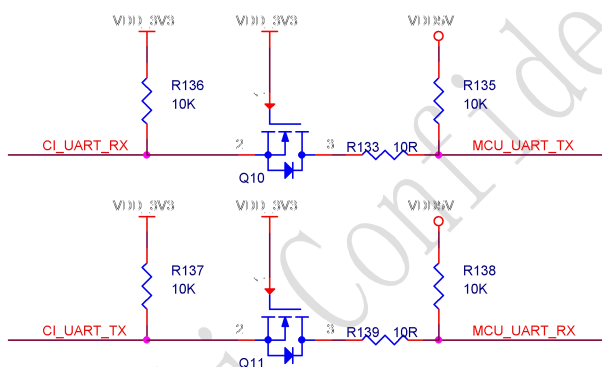 VDD_3V3 VDD_3V3 VDD5V
R136 R135
10K 10K
CI_UART_RX 2 3 R133 10R MCU_UART_TX
Q10
VDD_3V3 VDD_3V3 VDD5V
R137 R138
10K 10K
CI_UART_TX 2 3 R139 10R MCU_UART_RX
Q11